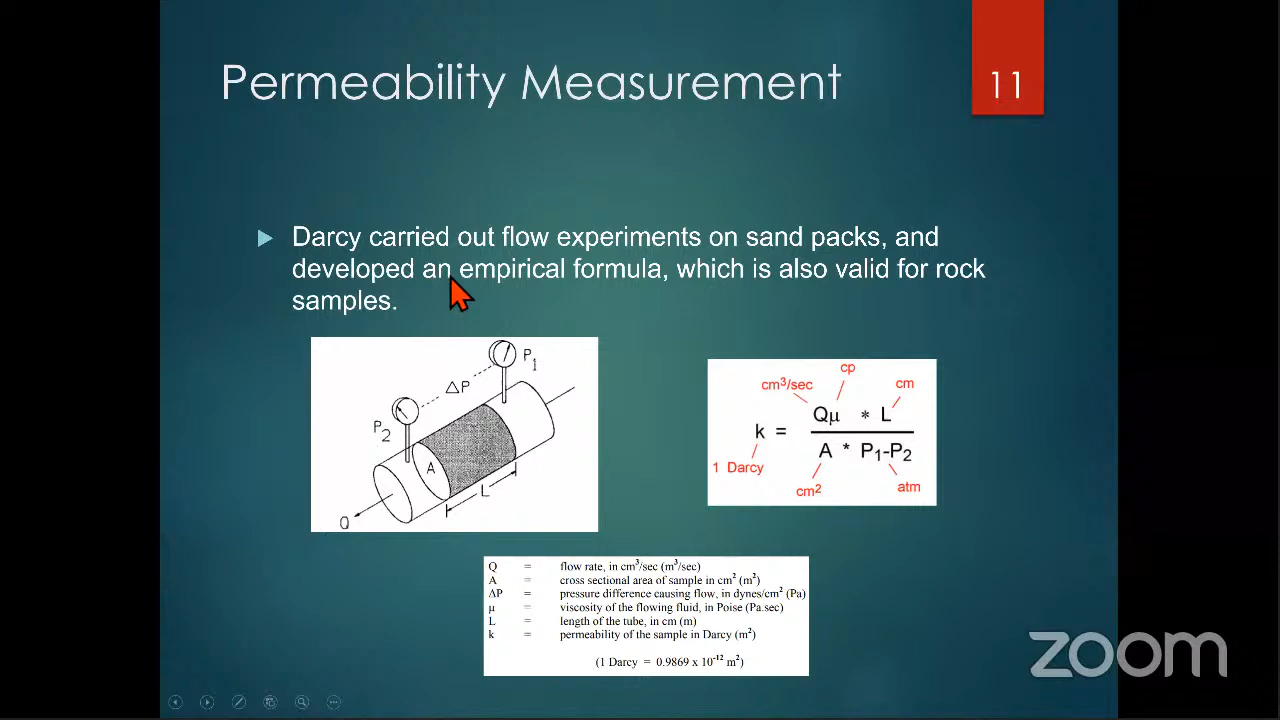 Permeability Measurement
11
Darcy carried out flow experiments on sand packs, and
developed an empirical formula, which is also valid for rock
samples.
P1
ΔP
P2
A
L
Q
cp
cm³/sec
cm
Qμ * L
k =
A * P₁-P₂
1 Darcy
cm²
atm
Q = flow rate, in cm³/sec (m³/sec)
A = cross sectional area of sample in cm² (m²)
ΔP = pressure difference causing flow, in dynes/cm² (Pa)
μ = viscosity of the flowing fluid, in Poise (Pa.sec)
L = length of the tube, in cm (m)
k = permeability of the sample in Darcy (m²)
(1 Darcy = 0.9869 x 10⁻¹² m²)
zoom